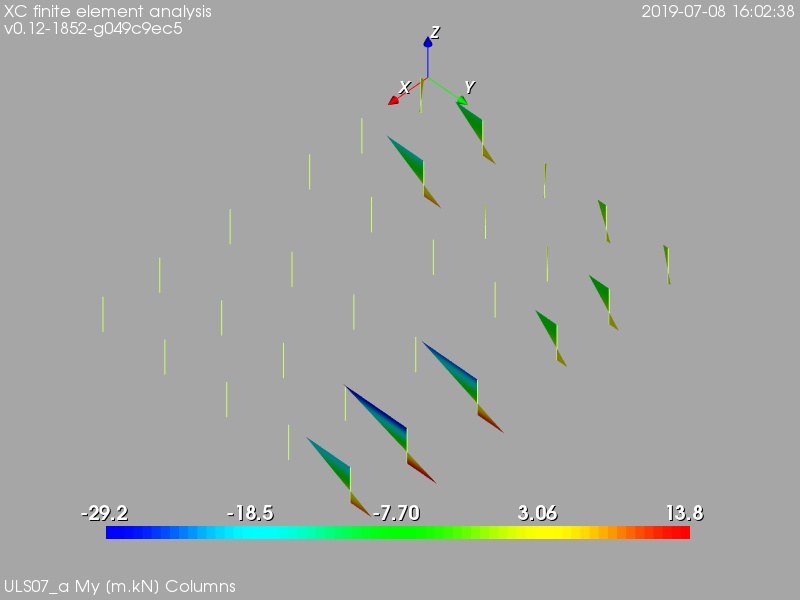 XC finite element analysis
v0.12-1852-g049c9ec5
2019-07-08 16:02:38
Z
X
Y
-29.2 -18.5 -7.70 3.06 13.8
ULS07_a My (m.kN) Columns